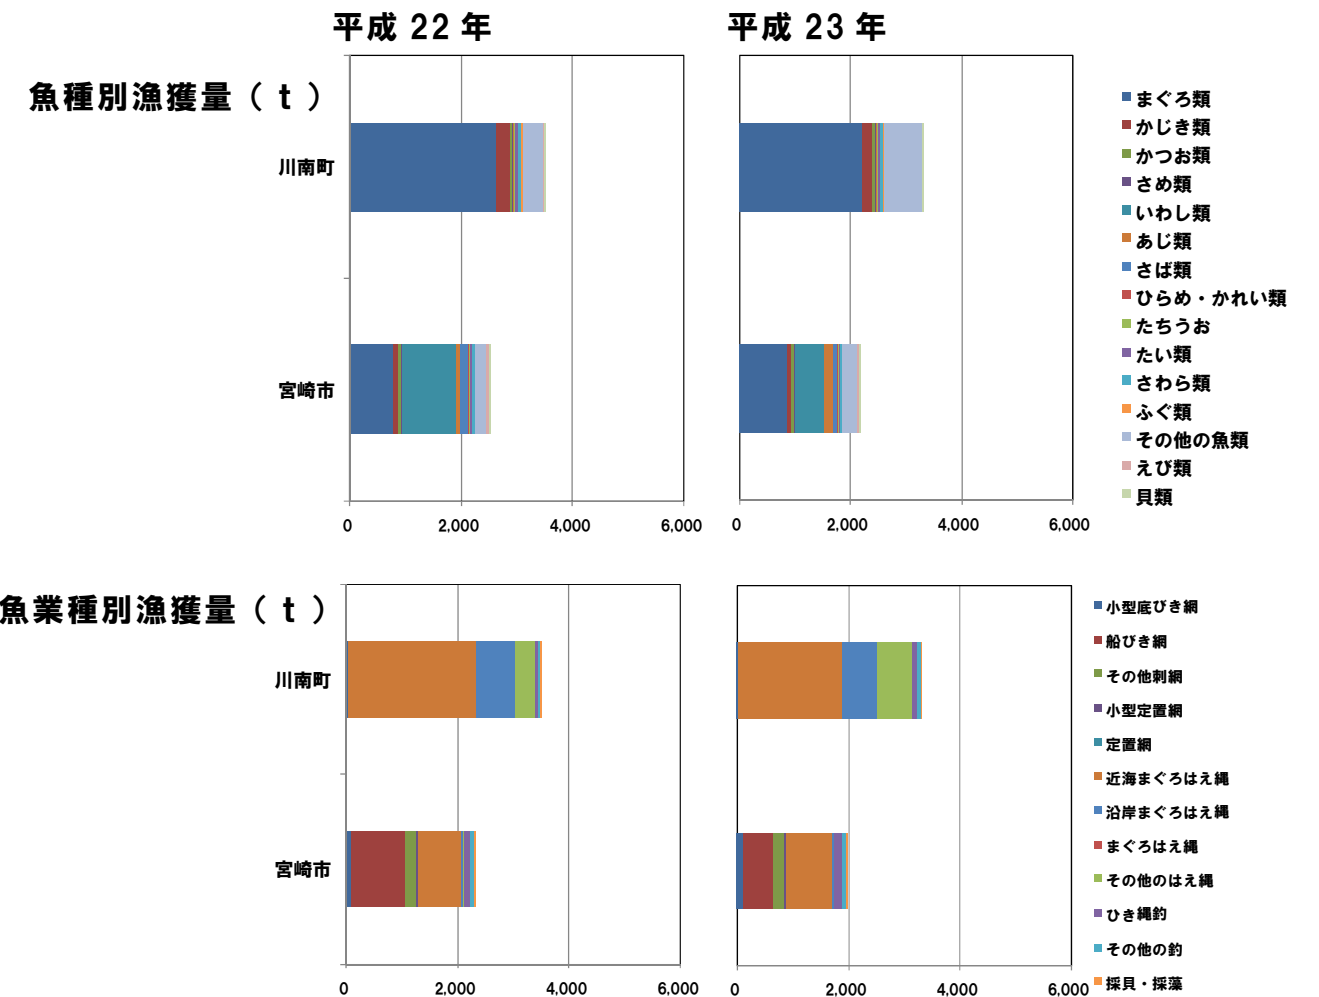 平成 22 年
平成 23 年
魚種別漁獲量（ t ）
川南町
宮崎市
0
2,000
4,000
6,000
0
2,000
4,000
6,000
まぐろ類
かじき類
かつお類
さめ類
いわし類
あじ類
さば類
ひらめ・かれい類
たちうお
たい類
さわら類
ふぐ類
その他の魚類
えび類
貝類
魚業種別漁獲量（ t ）
川南町
宮崎市
0
2,000
4,000
6,000
0
2,000
4,000
6,000
小型底びき網
船びき網
その他刺網
小型定置網
定置網
近海まぐろはえ縄
沿岸まぐろはえ縄
まぐろはえ縄
その他のはえ縄
ひき縄釣
その他の釣
採貝・採藻